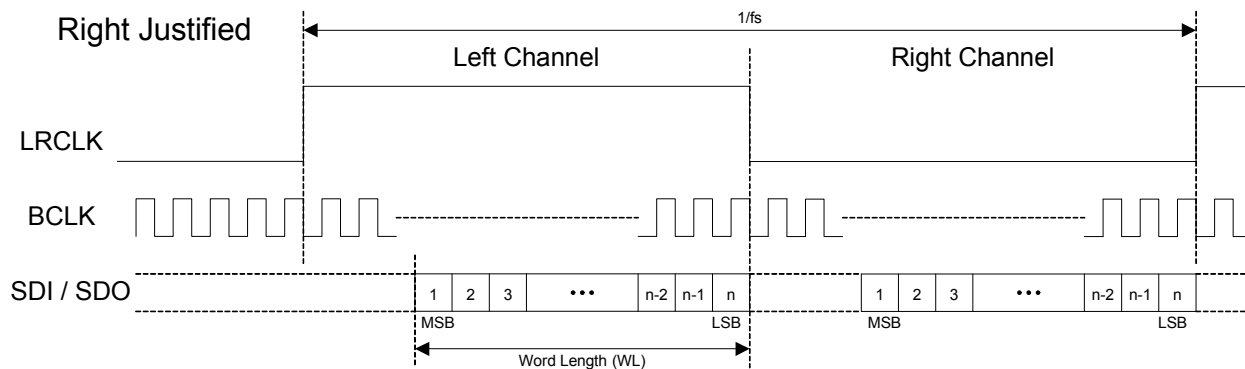 Right Justified
1/fs
Left Channel
Right Channel
LRCLK
BCLK
SDI / SDO
1 2 3 ••• n-2 n-1 n
1 2 3 ••• n-2 n-1 n
MSB LSB
MSB LSB
Word Length (WL)